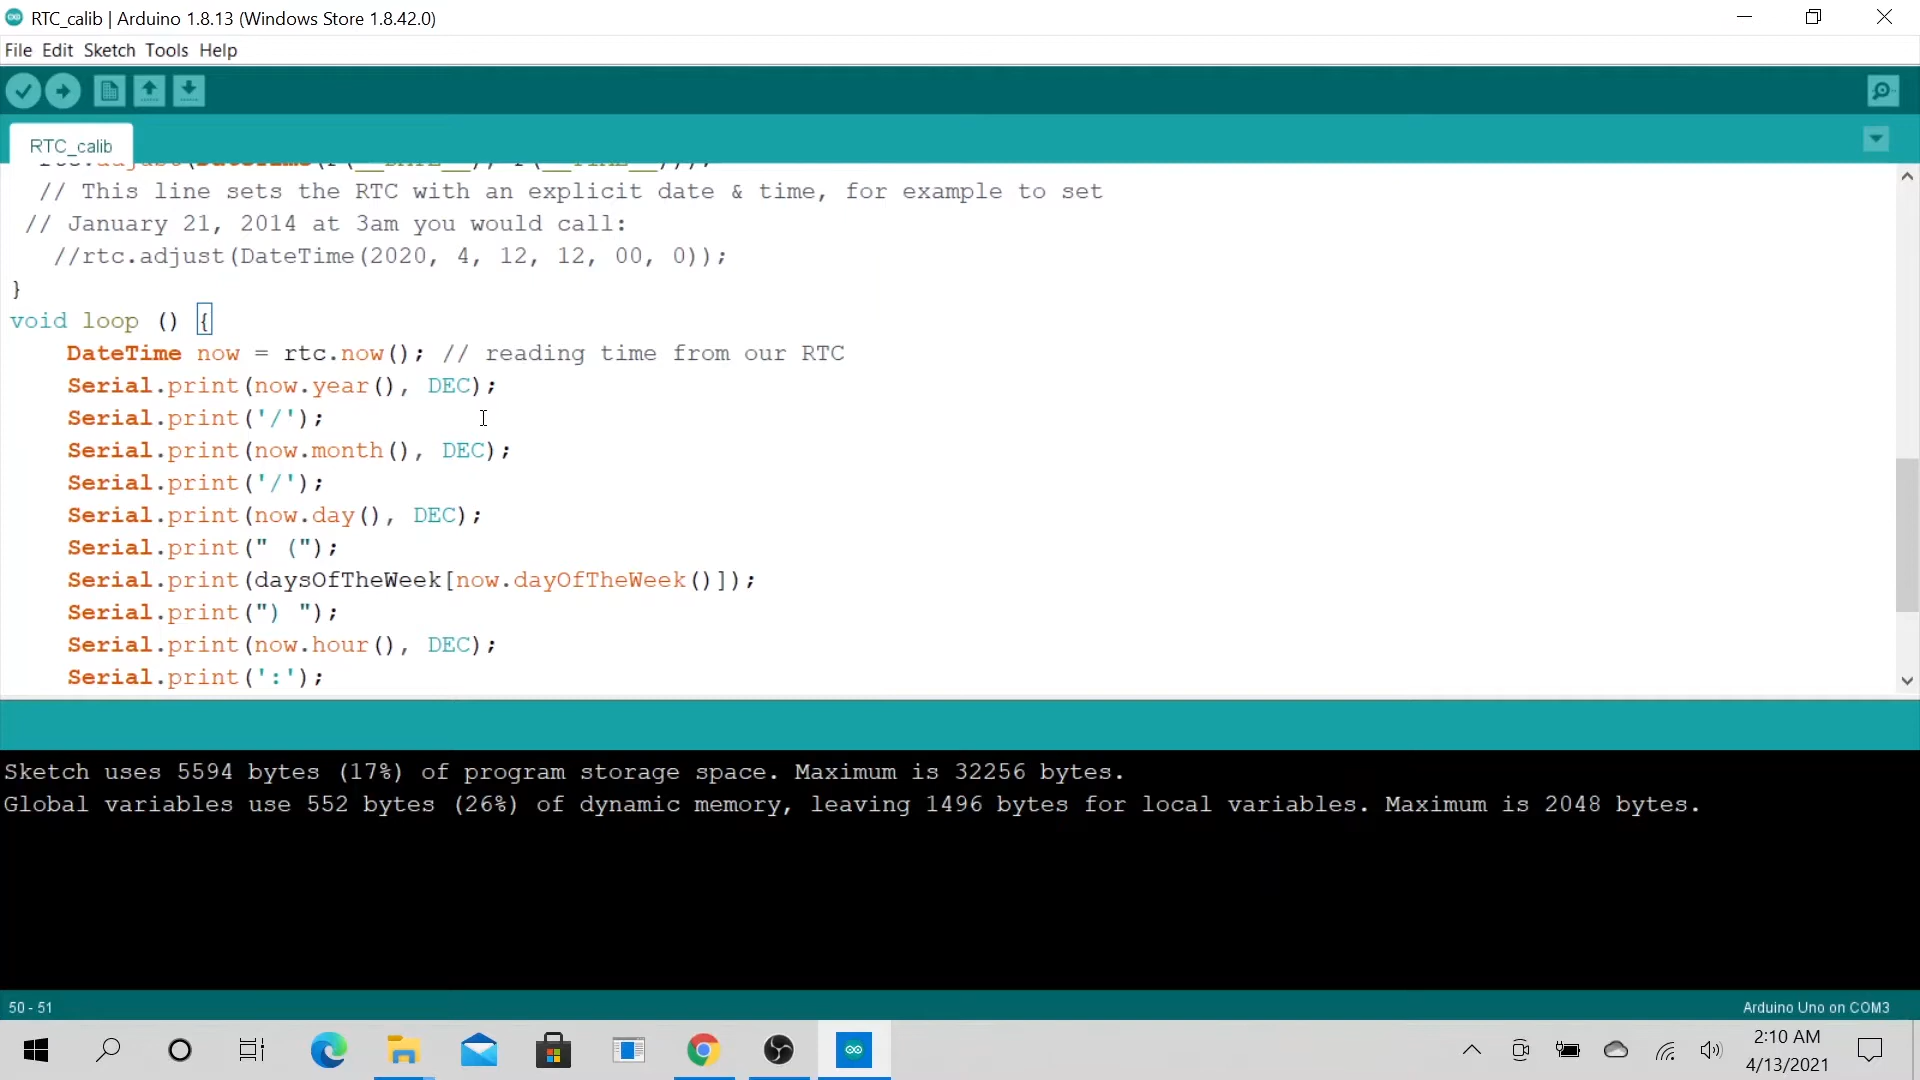 RTC_calib | Arduino 1.8.13 (Windows Store 1.8.42.0)
File Edit Sketch Tools Help
RTC_calib
rtc.adjust(DateTime(F(__DATE__), F(__TIME__)));
// This line sets the RTC with an explicit date & time, for example to set
// January 21, 2014 at 3am you would call:
//rtc.adjust(DateTime(2020, 4, 12, 12, 00, 0));
}
void loop () {
DateTime now = rtc.now(); // reading time from our RTC
Serial.print(now.year(), DEC);
Serial.print('/');
Serial.print(now.month(), DEC);
Serial.print('/');
Serial.print(now.day(), DEC);
Serial.print(" (");
Serial.print(daysOfTheWeek[now.dayOfTheWeek()]);
Serial.print(") ");
Serial.print(now.hour(), DEC);
Serial.print(':');
Sketch uses 5594 bytes (17%) of program storage space. Maximum is 32256 bytes.
Global variables use 552 bytes (26%) of dynamic memory, leaving 1496 bytes for local variables. Maximum is 2048 bytes.
50 - 51
Arduino Uno on COM3
2:10 AM
4/13/2021